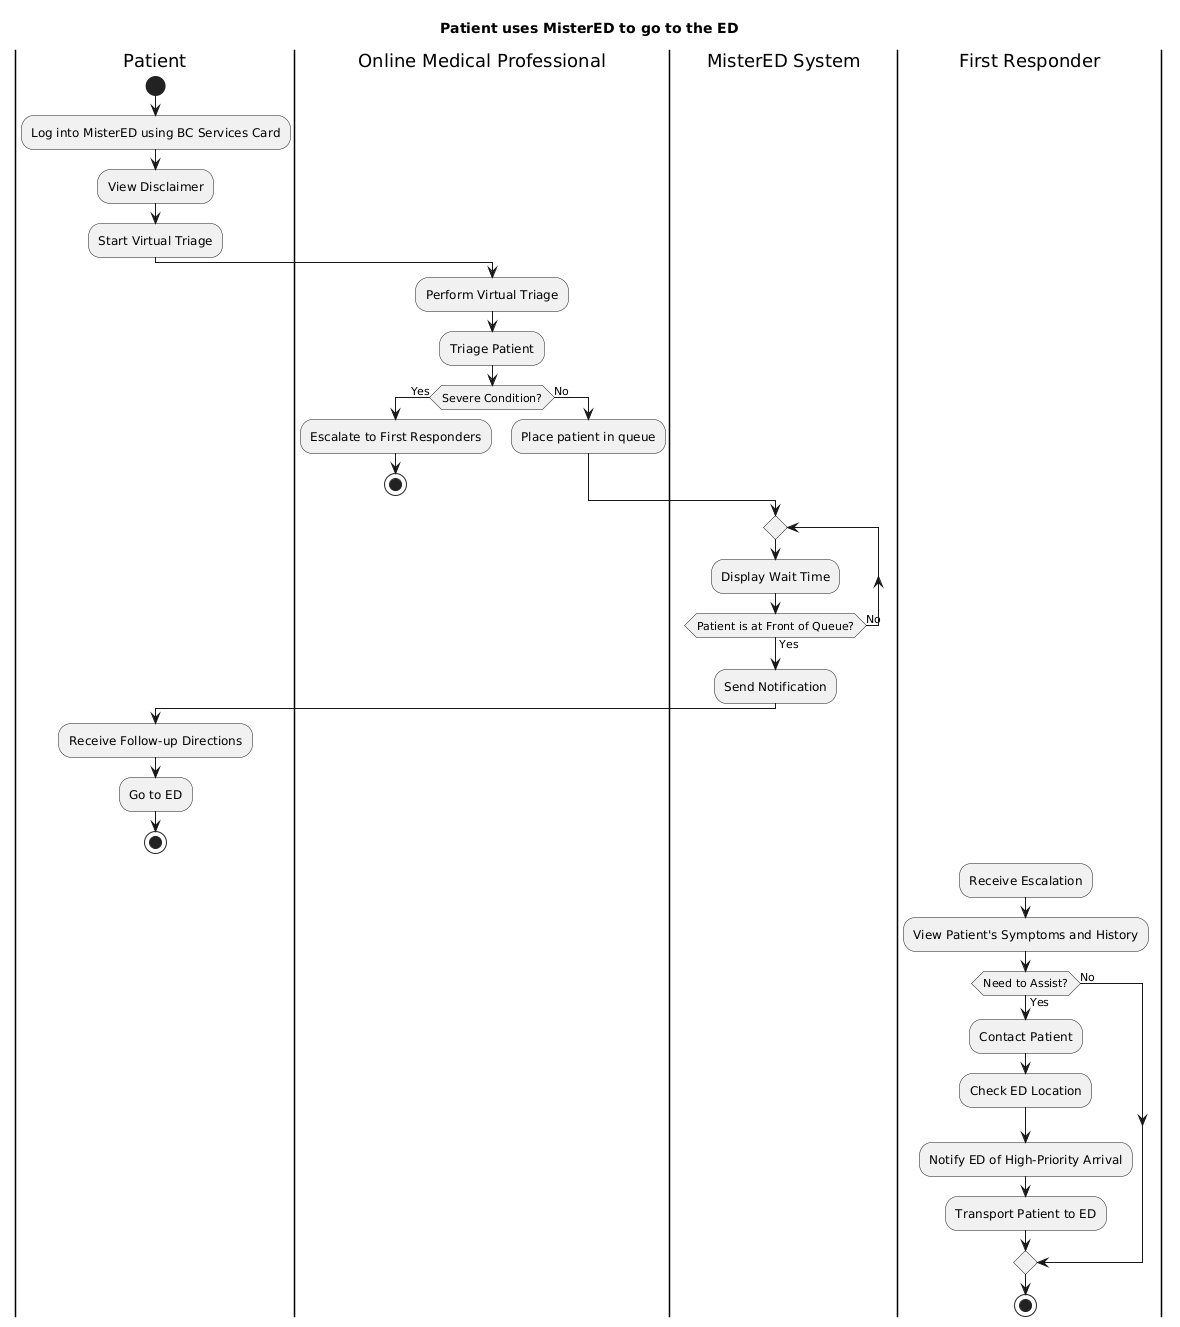 Patient uses MisterED to go to the ED
Patient
Online Medical Professional
MisterED System
First Responder
Log into MisterED using BC Services Card
View Disclaimer
Start Virtual Triage
Perform Virtual Triage
Triage Patient
Yes
Severe Condition?
No
Escalate to First Responders
Place patient in queue
Display Wait Time
Patient is at Front of Queue?
No
Yes
Send Notification
Receive Follow-up Directions
Go to ED
Receive Escalation
View Patient's Symptoms and History
Need to Assist?
No
Yes
Contact Patient
Check ED Location
Notify ED of High-Priority Arrival
Transport Patient to ED